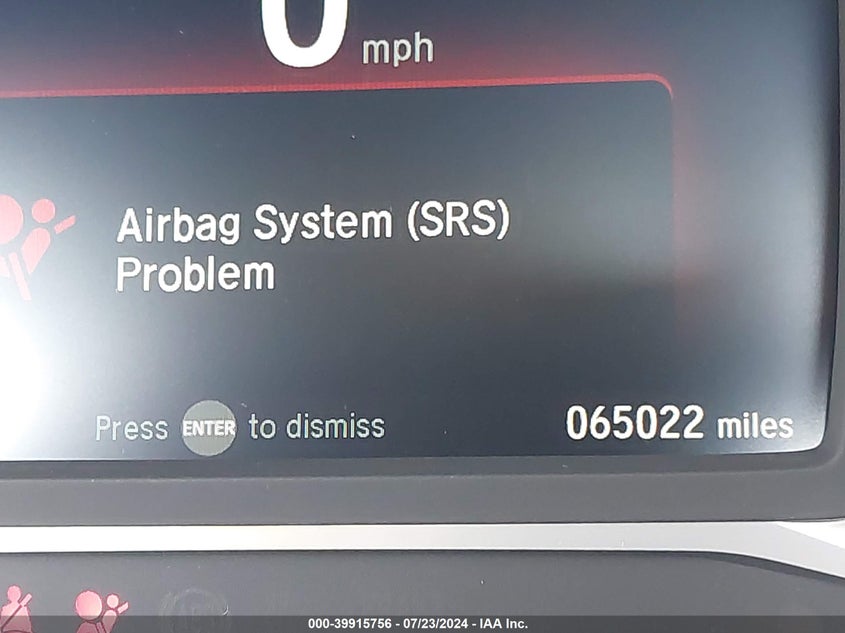 0 mph
Airbag System (SRS)
Problem
Press ENTER to dismiss
065022 miles
000-39915756 - 07/23/2024 - IAA Inc.